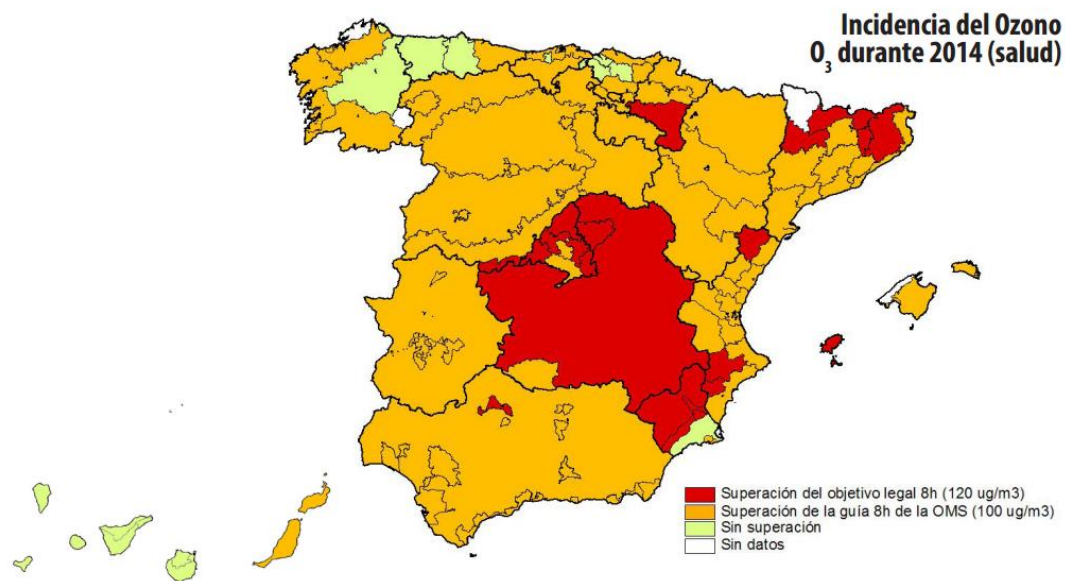 Incidencia del Ozono
O3 durante 2014 (salud)
Superación del objetivo legal 8h (120 ug/m3)
Superación de la guía 8h de la OMS (100 ug/m3)
Sin superación
Sin datos